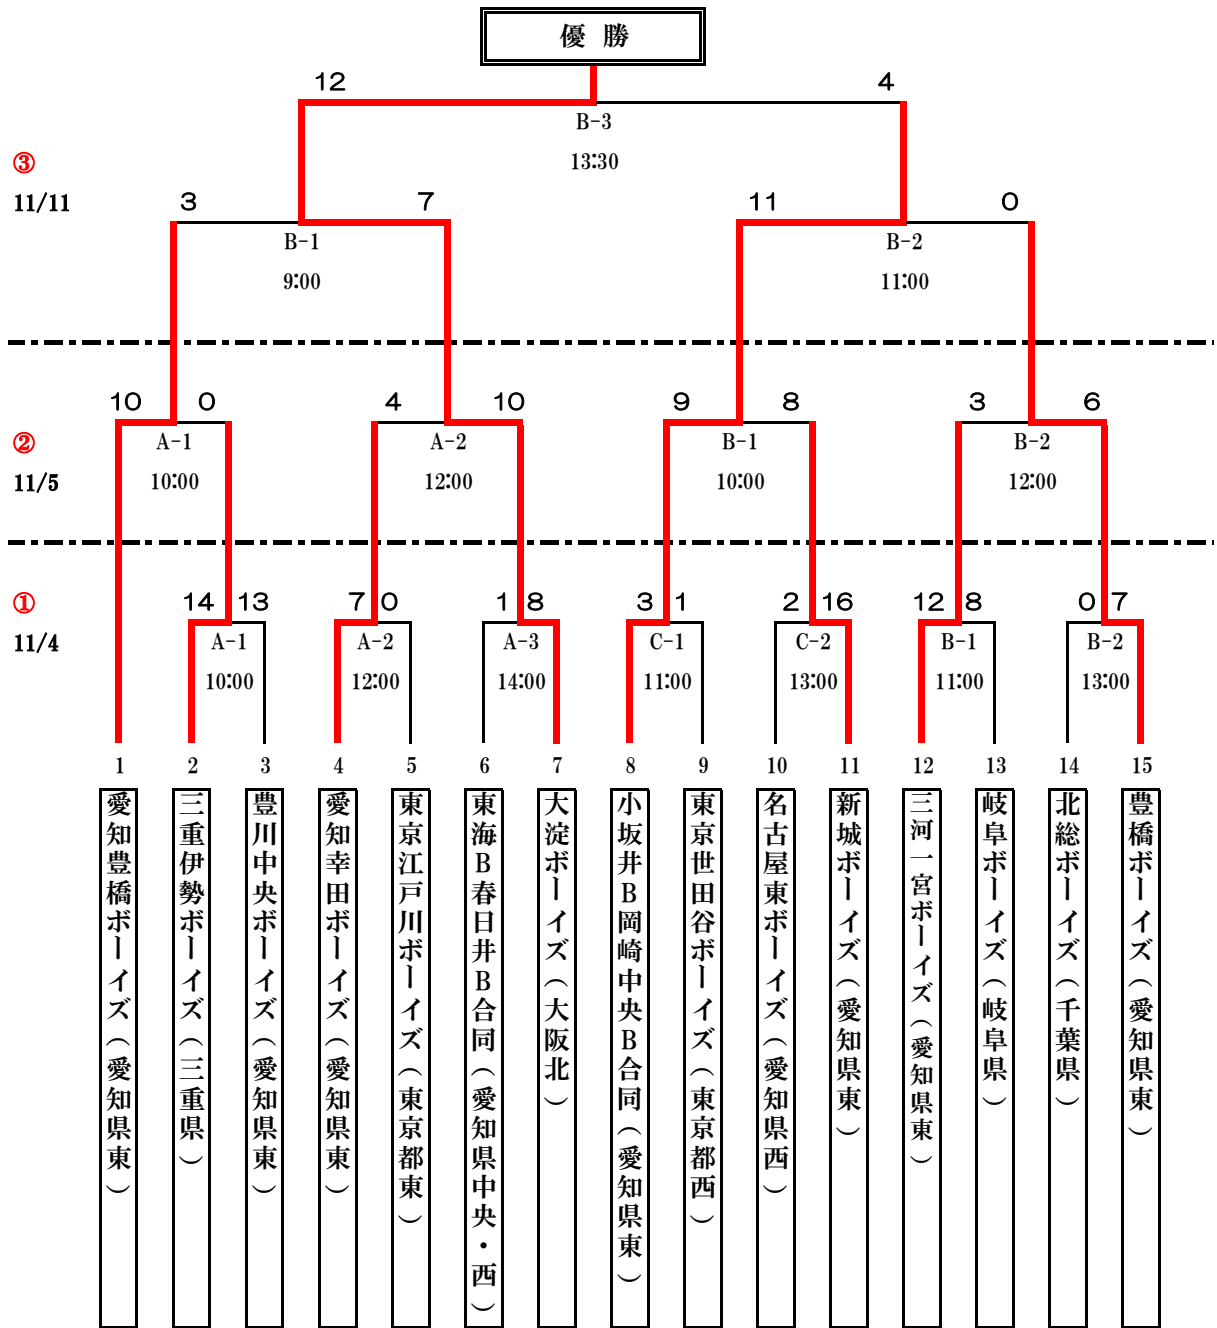 優勝
12 4
B-3
13:30
③
11/11
3 7 11 0
B-1 B-2
9:00 11:00
10 0 4 10 9 8 3 6
② A-1 A-2 B-1 B-2
11/5 10:00 12:00 10:00 12:00
① 14 13 7 0 1 8 3 1 2 16 12 8 0 7
11/4 A-1 A-2 A-3 C-1 C-2 B-1 B-2
10:00 12:00 14:00 11:00 13:00 11:00 13:00
1 2 3 4 5 6 7 8 9 10 11 12 13 14 15
愛知豊橋ボーイズ（愛知県東）
三重伊勢ボーイズ（三重県）
豊川中央ボーイズ（愛知県東）
愛知幸田ボーイズ（愛知県東）
東京江戸川ボーイズ（東京都東）
東海B春日井B合同（愛知県中央・西）
大淀ボーイズ（大阪北）
小坂井B岡崎中央B合同（愛知県東）
東京世田谷ボーイズ（東京都西）
名古屋東ボーイズ（愛知県西）
新城ボーイズ（愛知県東）
三河一宮ボーイズ（愛知県東）
岐阜ボーイズ（岐阜県）
北総ボーイズ（千葉県）
豊橋ボーイズ（愛知県東）